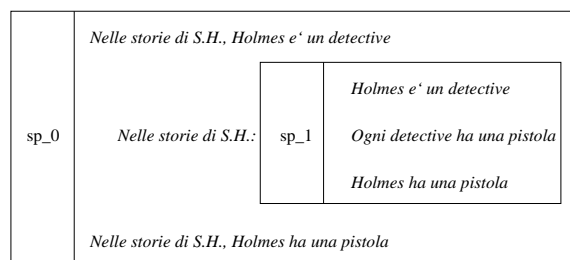 Nelle storie di S.H., Holmes e‘ un detective
Holmes e‘ un detective
sp_0
Nelle storie di S.H.:
sp_1
Ogni detective ha una pistola
Holmes ha una pistola
Nelle storie di S.H., Holmes ha una pistola